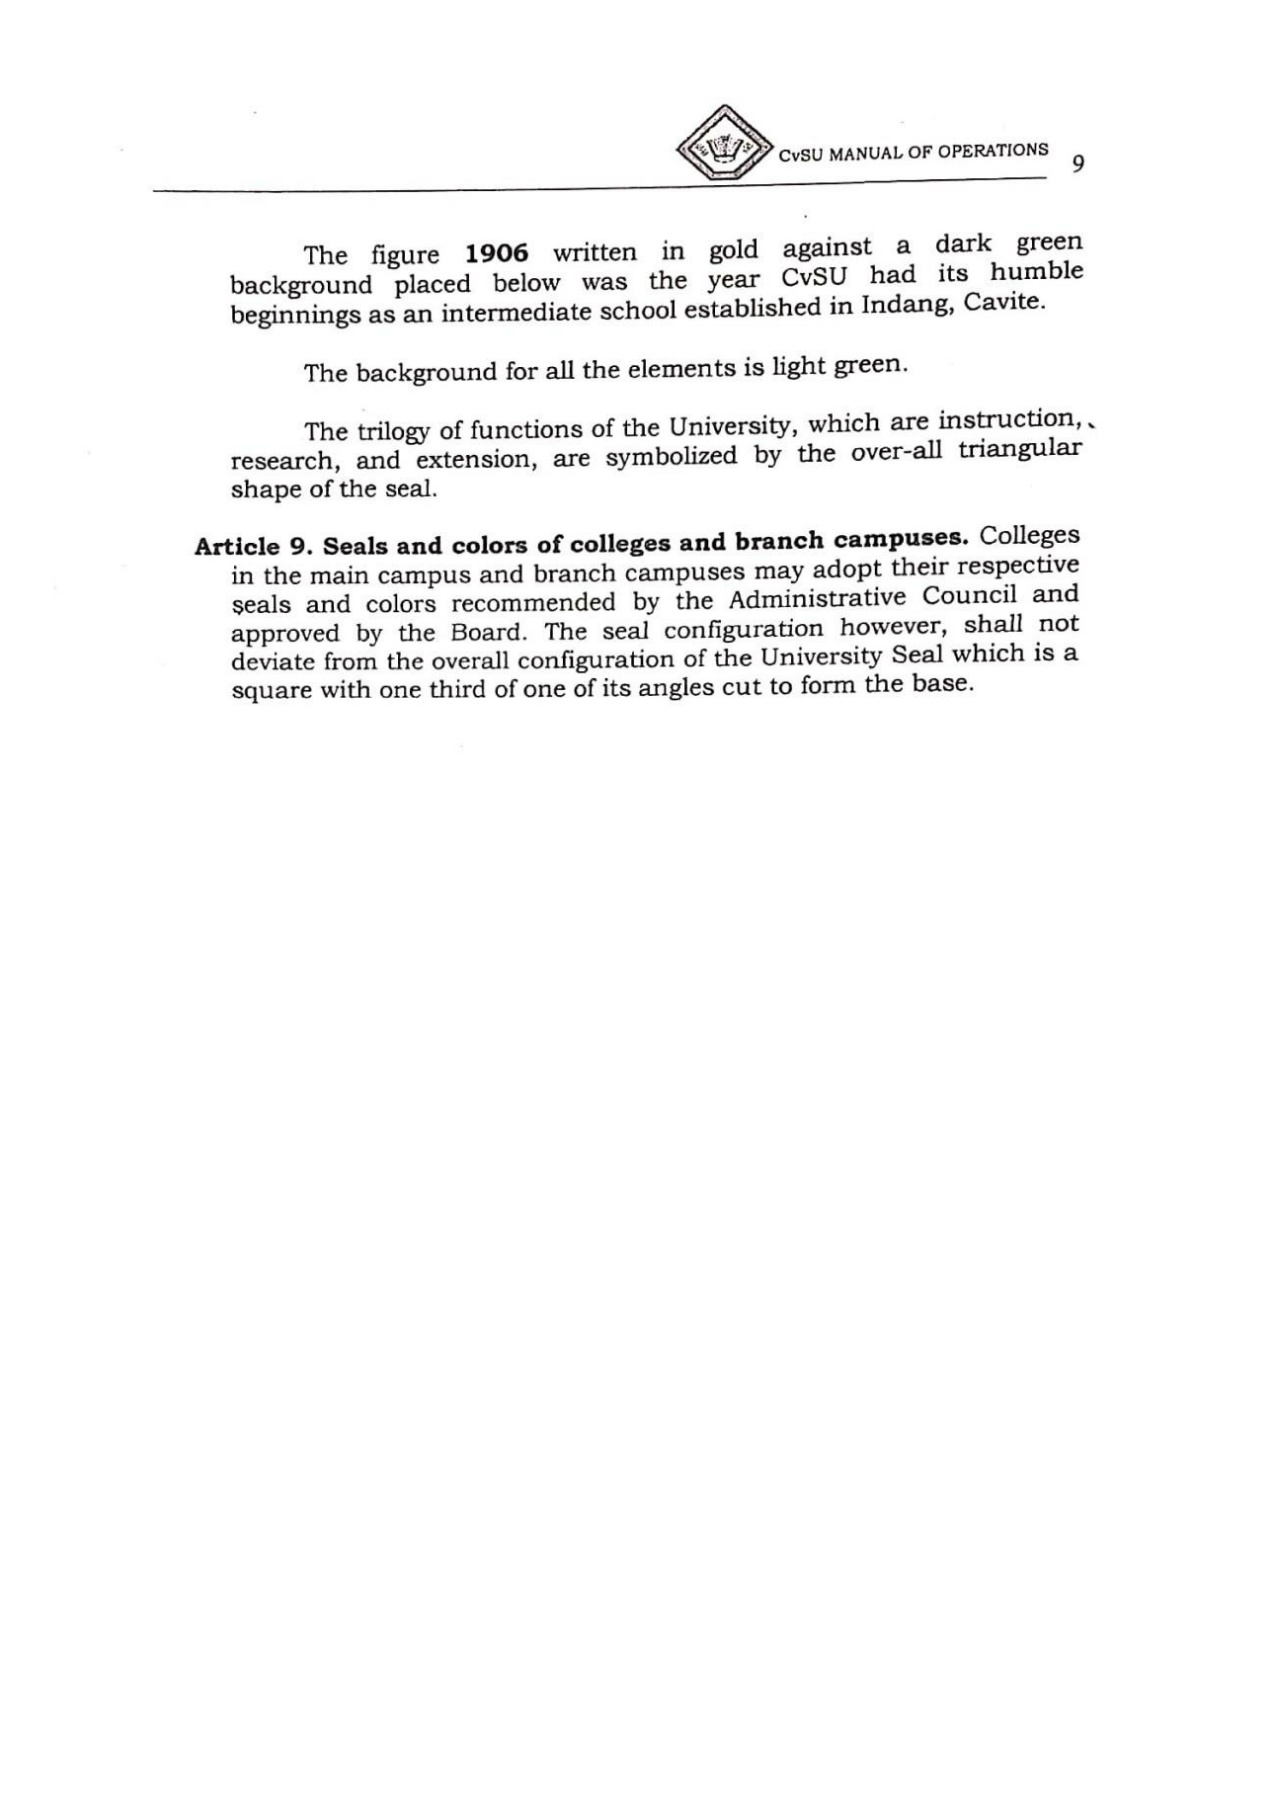 CvSU MANUAL OF OPERATIONS 9
The figure 1906 written in gold against a dark green
background placed below was the year CvSU had its humble
beginnings as an intermediate school established in Indang, Cavite.
The background for all the elements is light green.
The trilogy of functions of the University, which are instruction,
research, and extension, are symbolized by the over-all triangular
shape of the seal.
Article 9. Seals and colors of colleges and branch campuses. Colleges
in the main campus and branch campuses may adopt their respective
seals and colors recommended by the Administrative Council and
approved by the Board. The seal configuration however, shall not
deviate from the overall configuration of the University Seal which is a
square with one third of one of its angles cut to form the base.